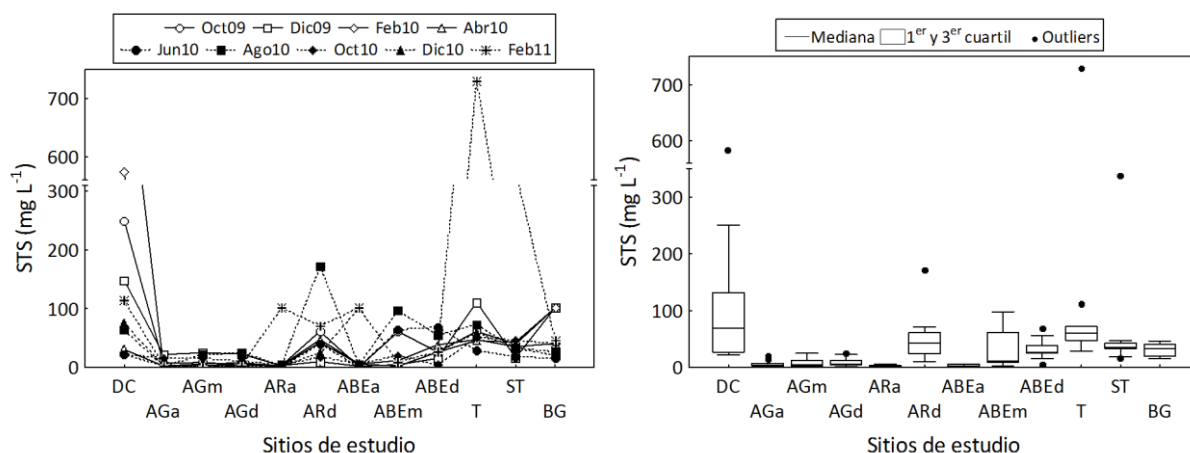 Oct09 Dic09 Feb10 Abr10
Jun10 Ago10 Oct10 Dic10 Feb11
700
600
300
200
100
0
STS (mg L⁻¹)
DC AGm ARa ABEa ABEd ST
AGa AGd ARd ABEm T BG
Sitios de estudio
Mediana 1er y 3er cuartil Outliers
700
600
300
200
100
0
STS (mg L⁻¹)
DC AGm ARa ABEa ABEd ST
AGa AGd ARd ABEm T BG
Sitios de estudio